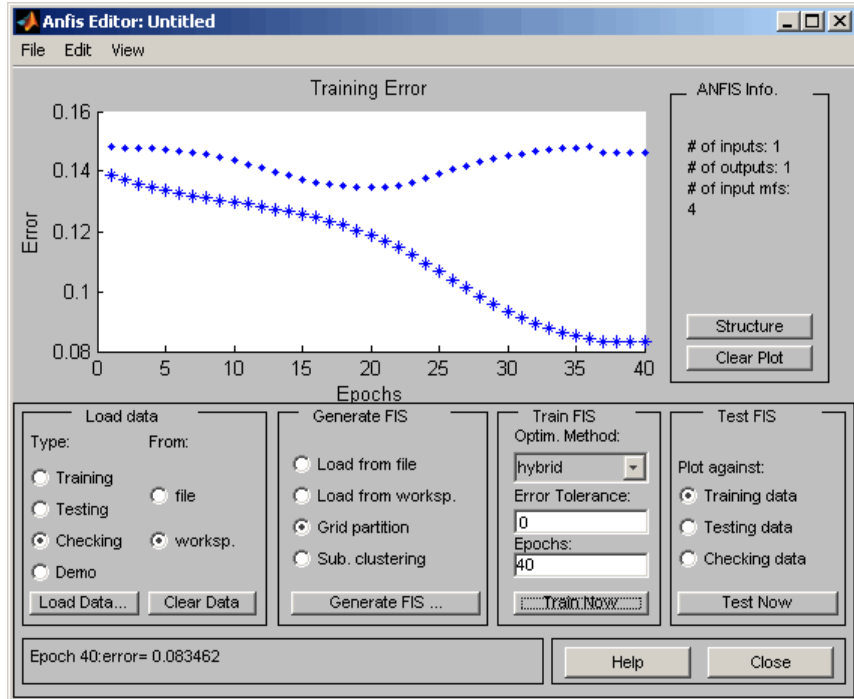 Anfis Editor: Untitled
File Edit View
Training Error
0.16
0.14
0.12
0.1
0.08
Error
0 5 10 15 20 25 30 35 40
Epochs
ANFIS Info.
# of inputs: 1
# of outputs: 1
# of input mfs:
4
Structure
Clear Plot
Load data
Type: From:
Training
Testing
Checking
Demo
file
worksp.
Load Data... Clear Data
Generate FIS
Load from file
Load from worksp.
Grid partition
Sub. clustering
Generate FIS ...
Train FIS
Optim. Method:
hybrid
Error Tolerance:
0
Epochs:
40
Train Now
Test FIS
Plot against:
Training data
Testing data
Checking data
Test Now
Epoch 40:error= 0.083462
Help Close